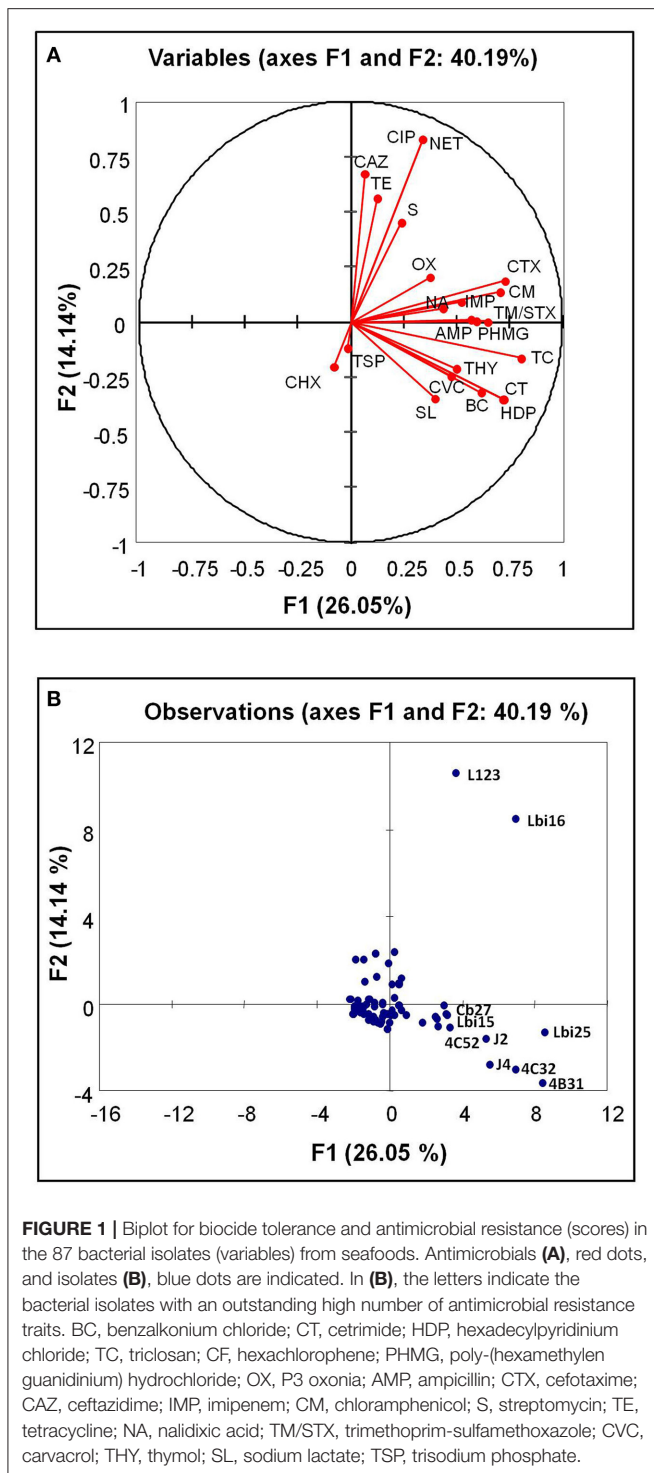 A
Variables (axes F1 and F2: 40.19%)
1
CIP
NET
0.75
CAZ
TE
0.5
S
OX
CTX
0.25
CM
NA
IMP
TM/STX
0
AMP
PHMG
TSP
THY
TC
-0.25
CHX
CVC
CT
SL
BC
HDP
-0.5
-0.75
-1
F2 (14.14%)
-1 -0.75 -0.5 -0.25 0 0.25 0.5 0.75 1
F1 (26.05%)
B
Observations (axes F1 and F2: 40.19 %)
12
L123
Lbi16
8
4
0
Cb27
Lbi15
4C52
J2
Lbi25
J4
4C32
4B31
-4
F2 (14.14 %)
-16 -12 -8 -4 0 4 8 12
F1 (26.05 %)
FIGURE 1 | Biplot for biocide tolerance and antimicrobial resistance (scores) in
the 87 bacterial isolates (variables) from seafoods. Antimicrobials (A), red dots,
and isolates (B), blue dots are indicated. In (B), the letters indicate the
bacterial isolates with an outstanding high number of antimicrobial resistance
traits. BC, benzalkonium chloride; CT, cetrimide; HDP, hexadecylpyridinium
chloride; TC, triclosan; CF, hexachlorophene; PHMG, poly-(hexamethylen
guanidinium) hydrochloride; OX, P3 oxonia; AMP, ampicillin; CTX, cefotaxime;
CAZ, ceftazidime; IMP, imipenem; CM, chloramphenicol; S, streptomycin; TE,
tetracycline; NA, nalidixic acid; TM/STX, trimethoprim-sulfamethoxazole; CVC,
carvacrol; THY, thymol; SL, sodium lactate; TSP, trisodium phosphate.